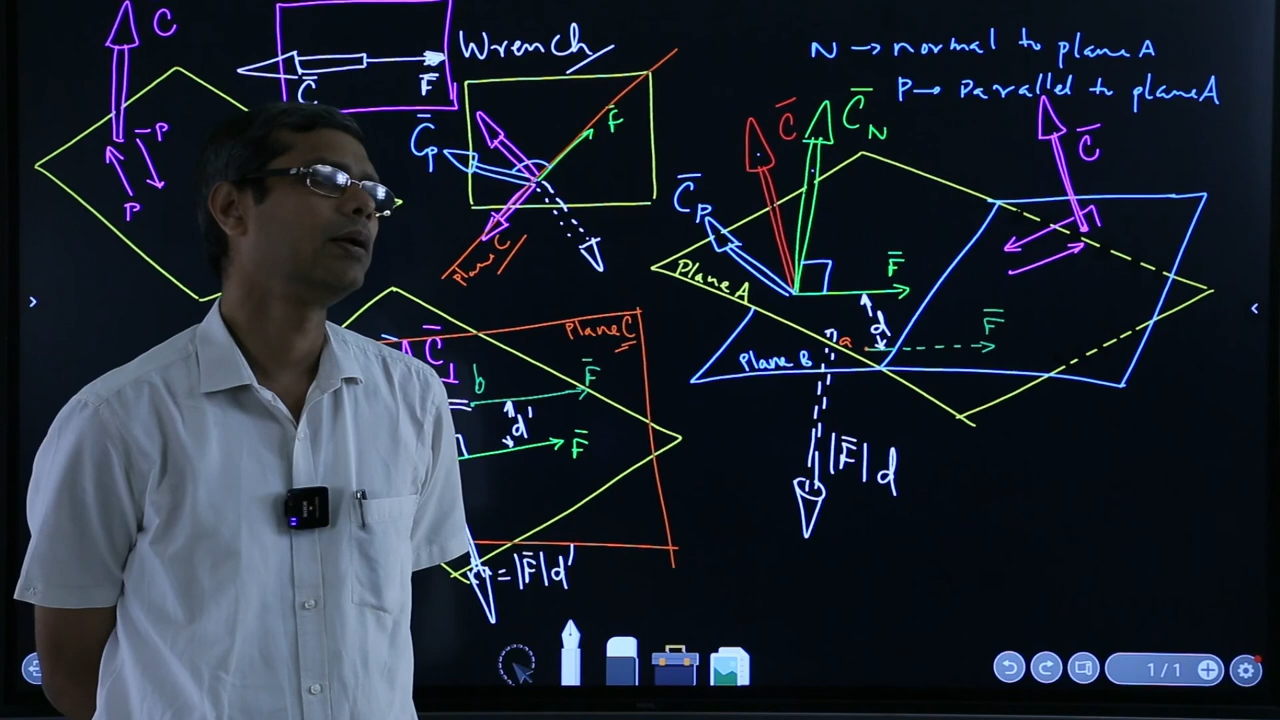 C
-P
P
C̄
F̄
Wrench
C̄p
F̄
plane C
N → normal to plane A
P → parallel to plane A
C̄
C̄N
C̄
C̄p
F̄
Plane A
d
F̄
a
Plane B
|F̄|d
plane C
C̄
b
F̄
d'
F̄
=|F̄|d'
1/1